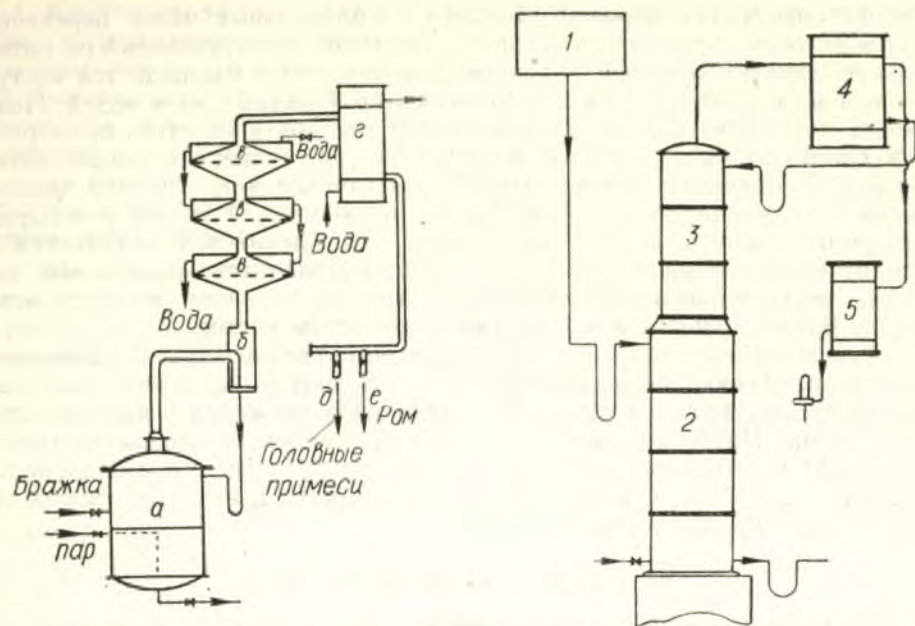 1
4
г
в
Вода
в
3
Вода
в
Вода
5
б
д
е
Ром
2
Головные
примеси
Бражка
а
пар